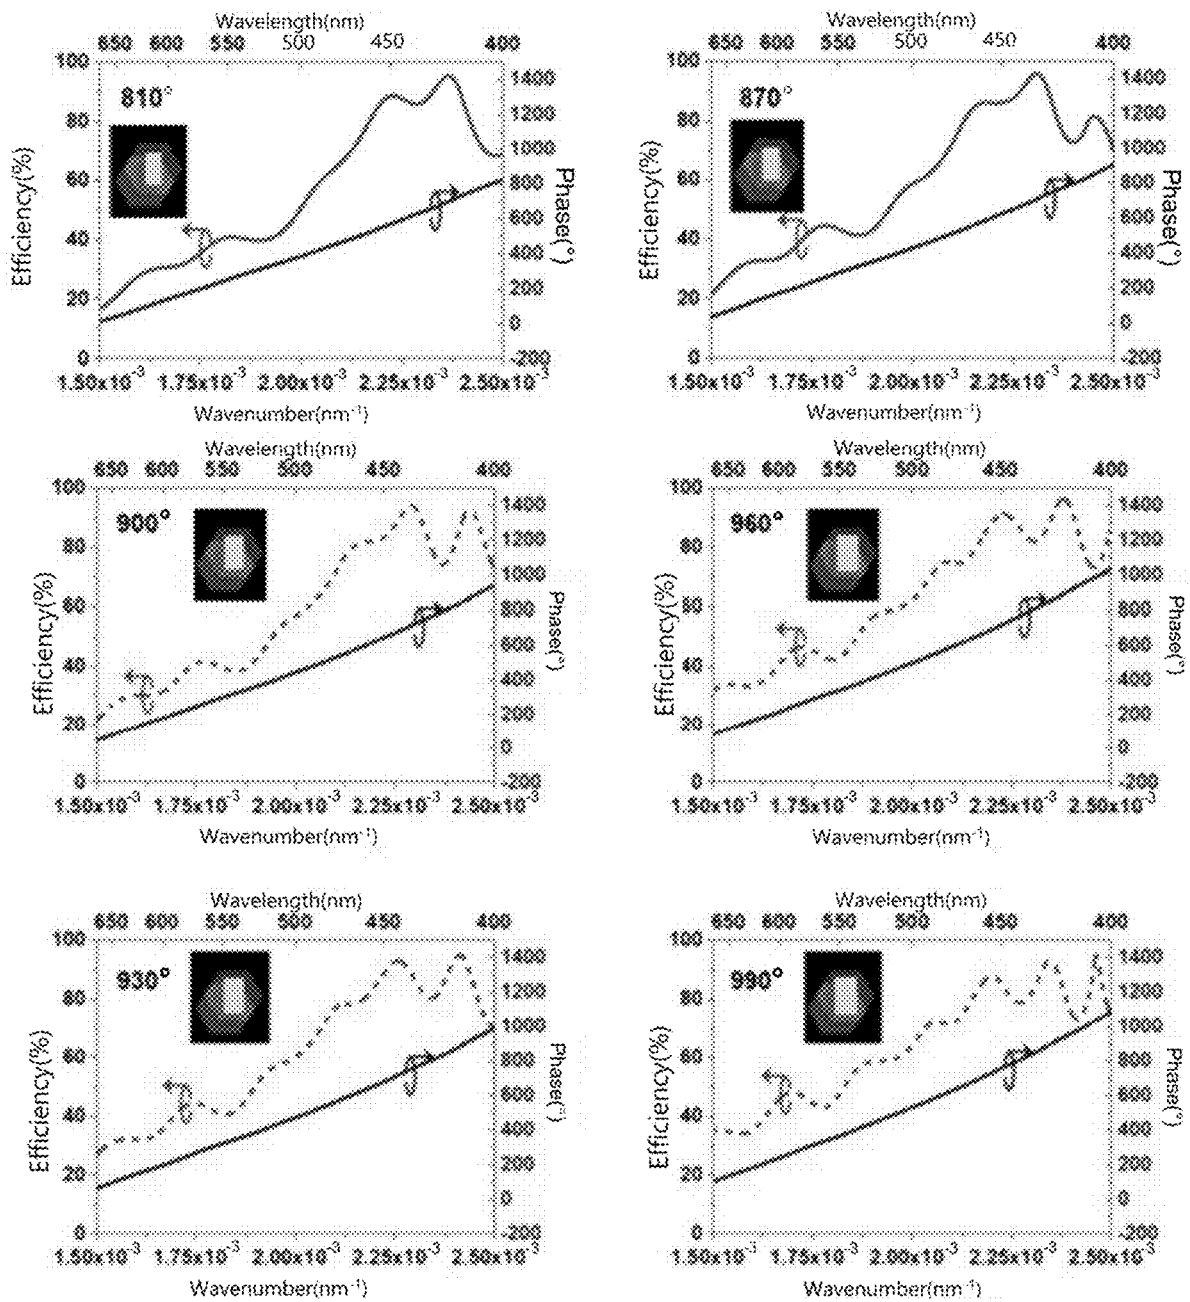 Wavelength(nm)
650 600 550 500 450 400
100 80 60 40 20 0
Efficiency(%)
810°
1400 1200 1000 800 600 400 200 0 -200
Phase(°)
1.50x10⁻³ 1.75x10⁻³ 2.00x10⁻³ 2.25x10⁻³ 2.50x10⁻³
Wavenumber(nm⁻¹)
Wavelength(nm)
650 600 550 500 450 400
100 80 60 40 20 0
Efficiency(%)
870°
1400 1200 1000 800 600 400 200 0 -200
Phase(°)
1.50x10⁻³ 1.75x10⁻³ 2.00x10⁻³ 2.25x10⁻³ 2.50x10⁻³
Wavenumber(nm⁻¹)
Wavelength(nm)
650 600 550 500 450 400
100 80 60 40 20 0
Efficiency(%)
900°
1400 1200 1000 800 600 400 200 0 -200
Phase(°)
1.50x10⁻³ 1.75x10⁻³ 2.00x10⁻³ 2.25x10⁻³ 2.50x10⁻³
Wavenumber(nm⁻¹)
Wavelength(nm)
650 600 550 500 450 400
100 80 60 40 20 0
Efficiency(%)
960°
1400 1200 1000 800 600 400 200 0 -200
Phase(°)
1.50x10⁻³ 1.75x10⁻³ 2.00x10⁻³ 2.25x10⁻³ 2.50x10⁻³
Wavenumber(nm⁻¹)
Wavelength(nm)
650 600 550 500 450 400
100 80 60 40 20 0
Efficiency(%)
930°
1400 1200 1000 800 600 400 200 0 -200
Phase(°)
1.50x10⁻³ 1.75x10⁻³ 2.00x10⁻³ 2.25x10⁻³ 2.50x10⁻³
Wavenumber(nm⁻¹)
Wavelength(nm)
650 600 550 500 450 400
100 80 60 40 20 0
Efficiency(%)
990°
1400 1200 1000 800 600 400 200 0 -200
Phase(°)
1.50x10⁻³ 1.75x10⁻³ 2.00x10⁻³ 2.25x10⁻³ 2.50x10⁻³
Wavenumber(nm⁻¹)